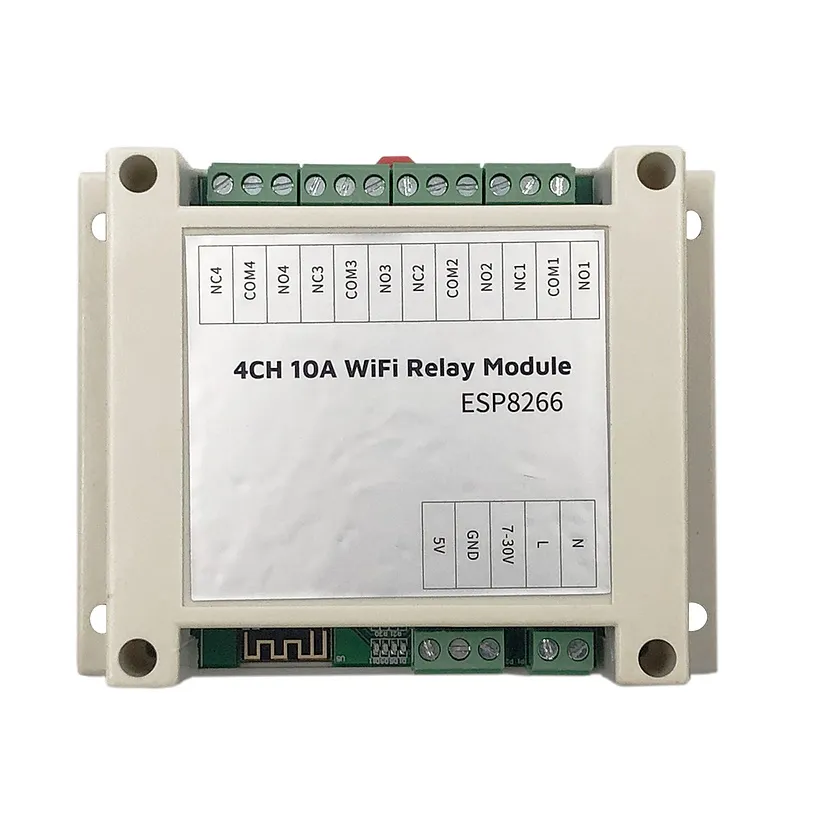 NC4 COM4 NO4 NC3 COM3 NO3 NC2 COM2 NO2 NC1 COM1 NO1
4CH 10A WiFi Relay Module
ESP8266
5V GND 7-30V L N